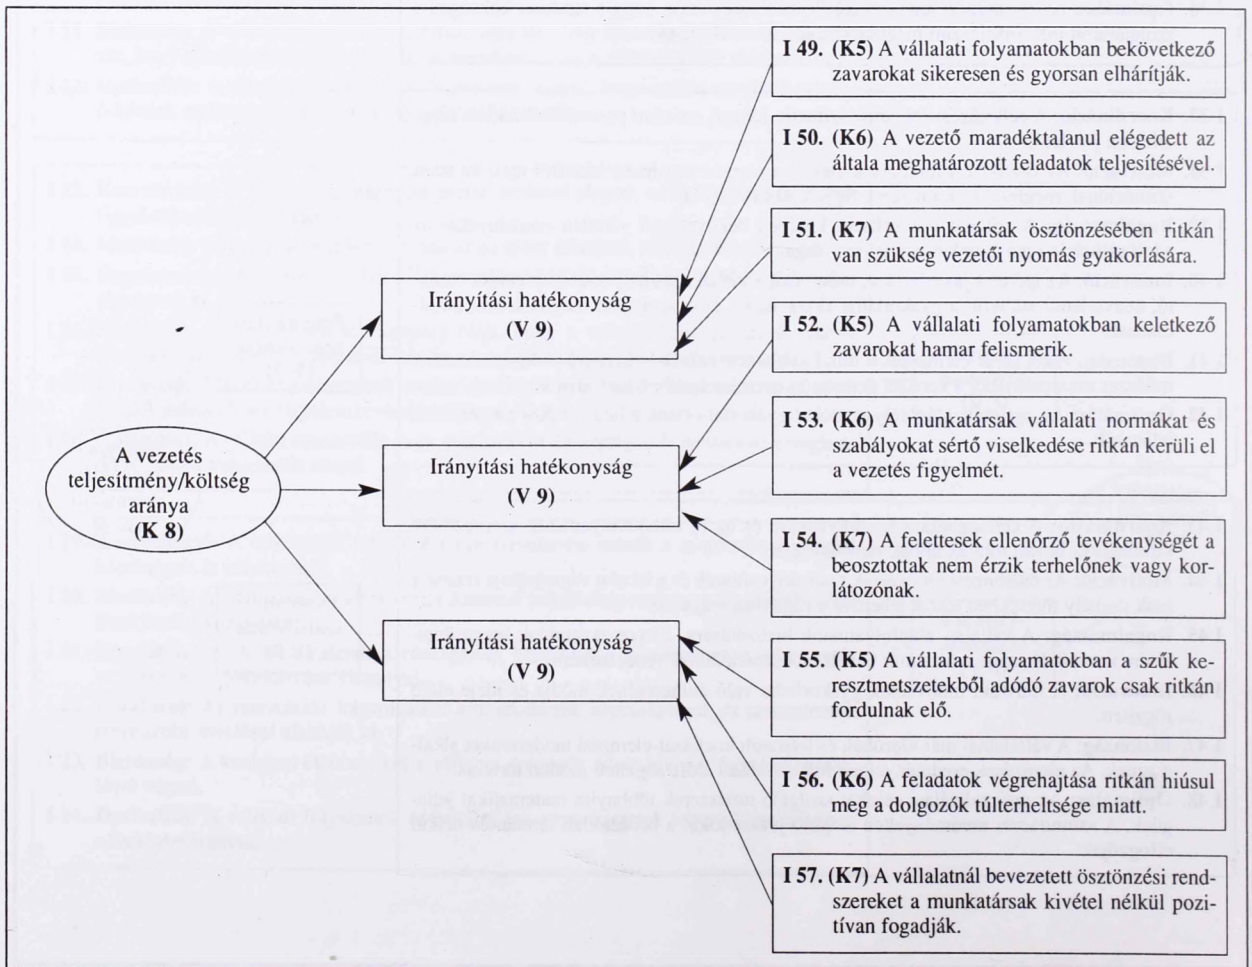 I 49. (K5) A vállalati folyamatokban bekövetkező
zavarokat sikeresen és gyorsan elhárítják.
I 50. (K6) A vezető maradéktalanul elégedett az
általa meghatározott feladatok teljesítésével.
I 51. (K7) A munkatársak ösztönzésében ritkán
van szükség vezetői nyomás gyakorlására.
Irányítási hatékonyság
(V 9)
I 52. (K5) A vállalati folyamatokban keletkező
zavarokat hamar felismerik.
I 53. (K6) A munkatársak vállalati normákat és
szabályokat sértő viselkedése ritkán kerüli el
a vezetés figyelmét.
A vezetés
teljesítmény/költség
aránya
(K 8)
Irányítási hatékonyság
(V 9)
I 54. (K7) A felettesek ellenőrző tevékenységét a
beosztottak nem érzik terhelőnek vagy kor-
látozónak.
Irányítási hatékonyság
(V 9)
I 55. (K5) A vállalati folyamatokban a szűk ke-
resztmetszetekből adódó zavarok csak ritkán
fordulnak elő.
I 56. (K6) A feladatok végrehajtása ritkán hiúsul
meg a dolgozók túlterheltsége miatt.
I 57. (K7) A vállalatnál bevezetett ösztönzési rend-
szereket a munkatársak kivétel nélkül pozi-
tívan fogadják.